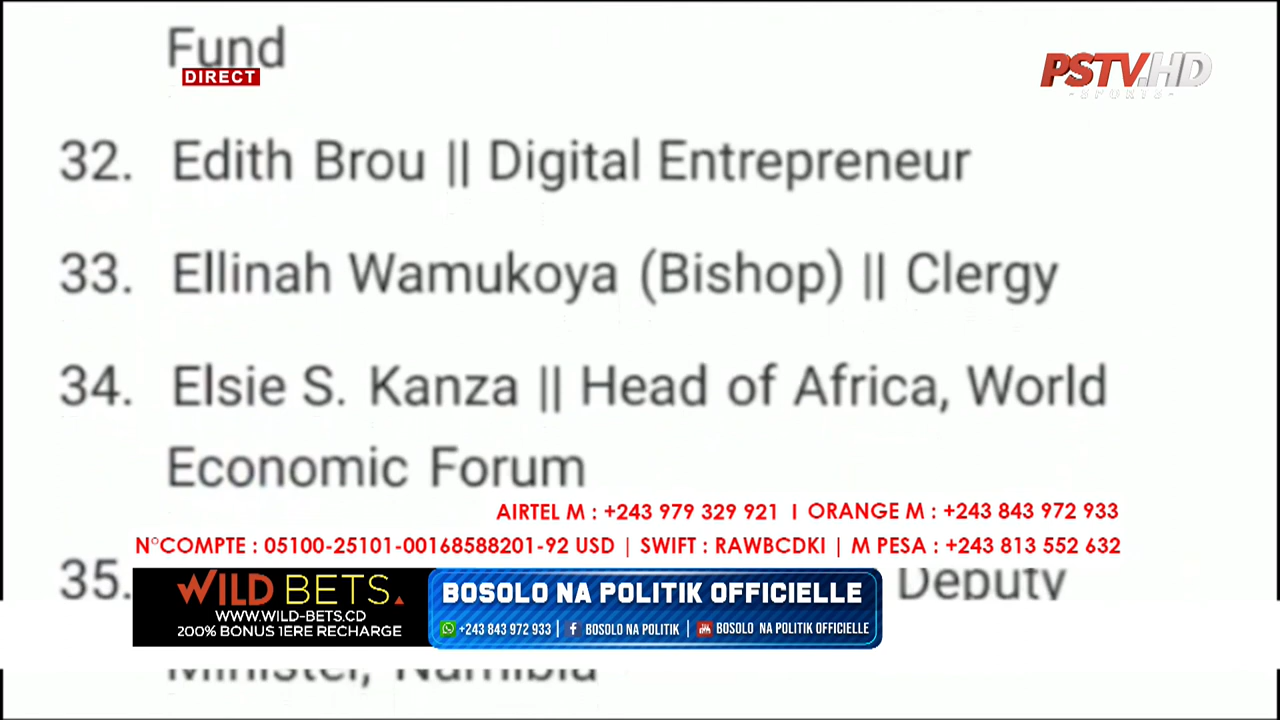 Fund
DIRECT
PSTV.HD
- SPORTS -
32. Edith Brou || Digital Entrepreneur
33. Ellinah Wamukoya (Bishop) || Clergy
34. Elsie S. Kanza || Head of Africa, World
Economic Forum
AIRTEL M : +243 979 329 921 I ORANGE M : +243 843 972 933
N°COMPTE : 05100-25101-00168588201-92 USD | SWIFT : RAWBCDKI | M PESA : +243 813 552 632
35. Deputy
WILD BETS.
WWW.WILD-BETS.CD
200% BONUS 1ERE RECHARGE
BOSOLO NA POLITIK OFFICIELLE
+243 843 972 933 | BOSOLO NA POLITIK | BOSOLO NA POLITIK OFFICIELLE
Minister, Namibia